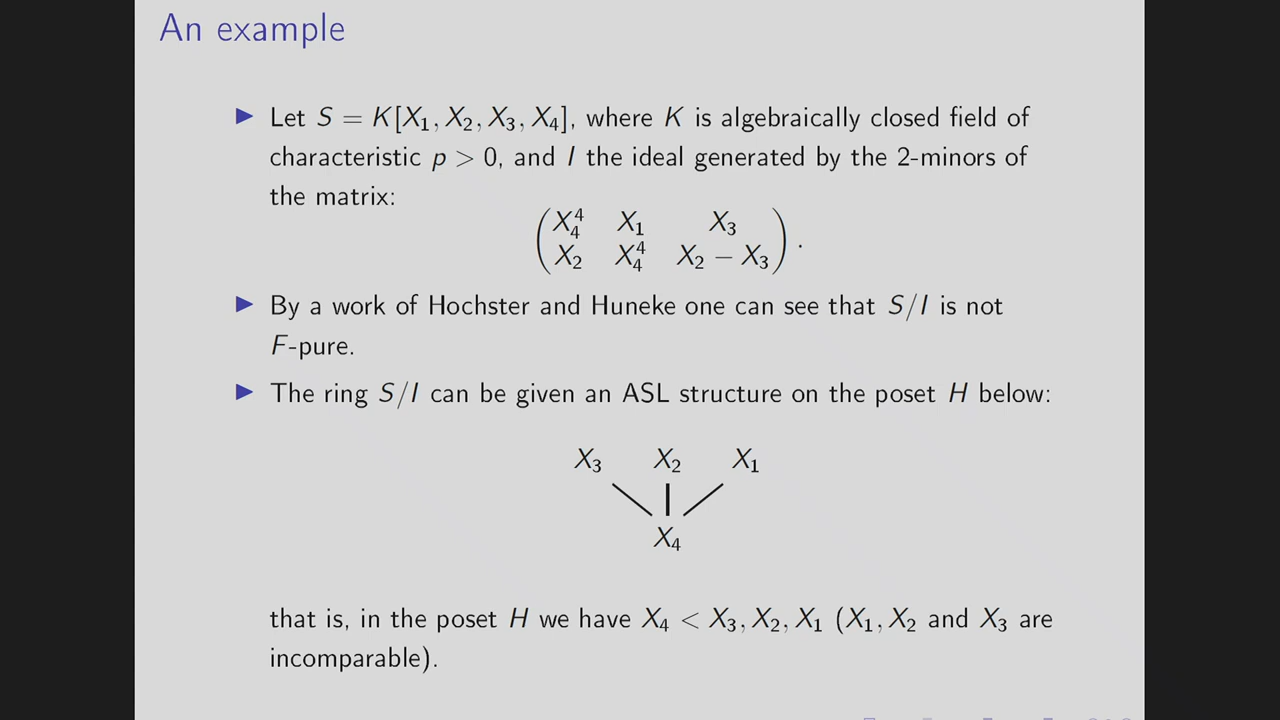 An example
▶ Let S = K[X₁, X₂, X₃, X₄], where K is algebraically closed field of
characteristic p > 0, and I the ideal generated by the 2-minors of
the matrix:
( X₄⁴ X₁ X₃
X₂ X₄⁴ X₂ − X₃ ) .
▶ By a work of Hochster and Huneke one can see that S/I is not
F-pure.
▶ The ring S/I can be given an ASL structure on the poset H below:
X₃ X₂ X₁
X₄
that is, in the poset H we have X₄ < X₃, X₂, X₁ (X₁, X₂ and X₃ are
incomparable).